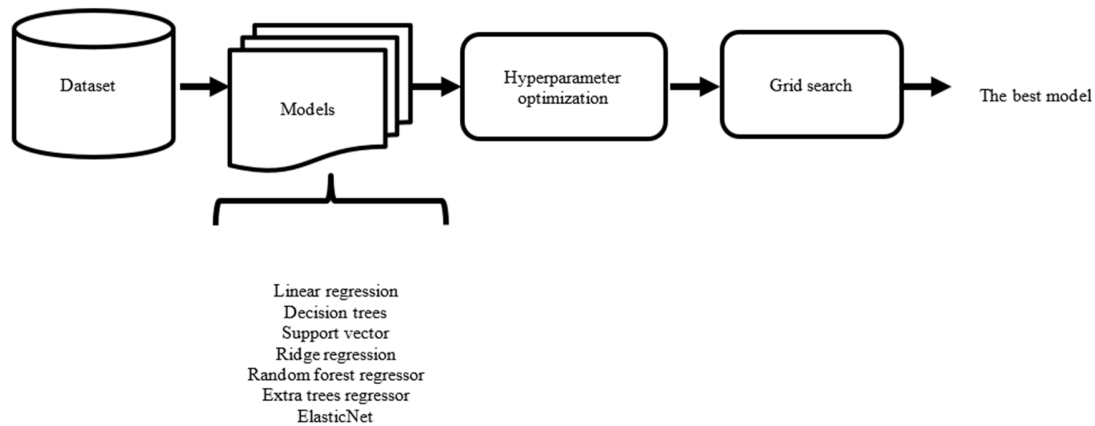 Dataset
Models
Hyperparameter
optimization
Grid search
The best model
Linear regression
Decision trees
Support vector
Ridge regression
Random forest regressor
Extra trees regressor
ElasticNet